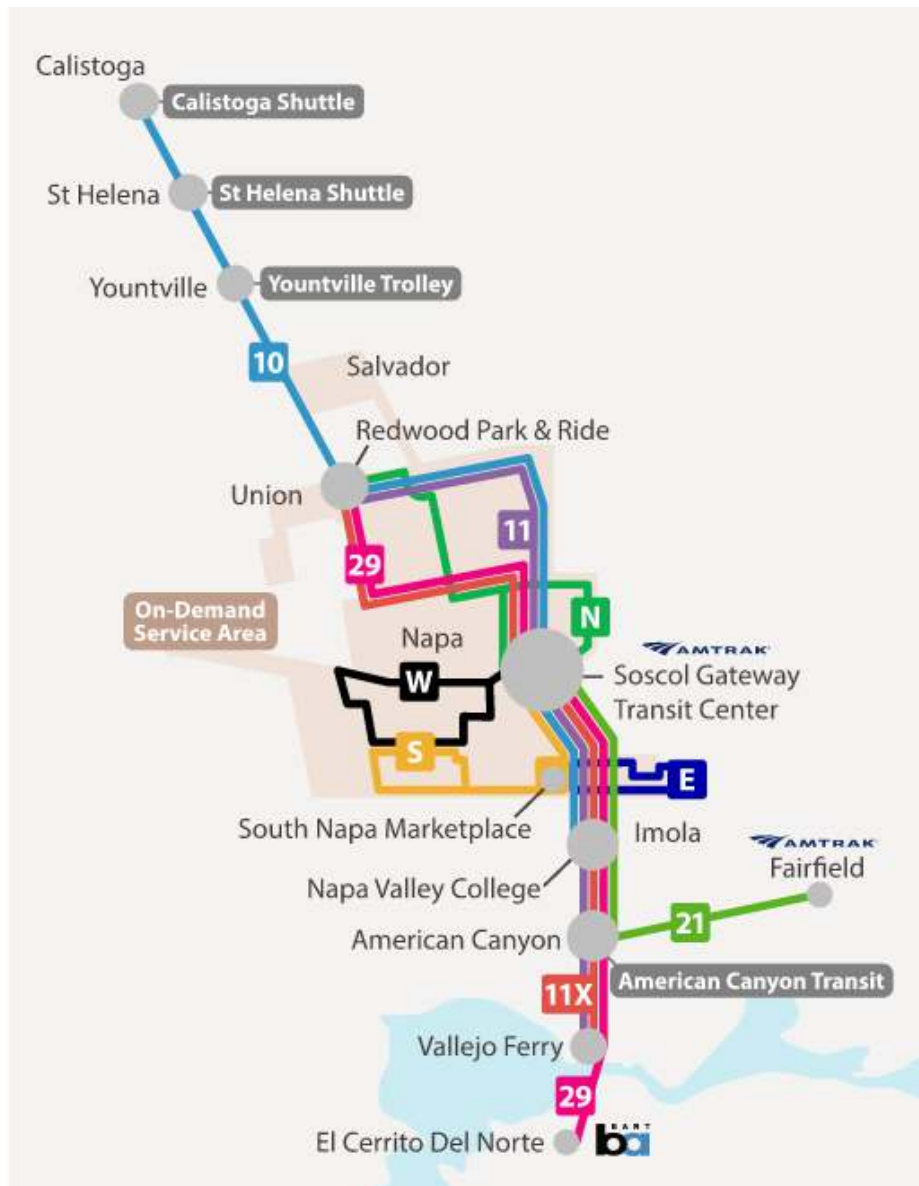 Calistoga
Calistoga Shuttle
St Helena
St Helena Shuttle
Yountville
Yountville Trolley
10
Salvador
Redwood Park & Ride
Union
11
29
On-Demand
Service Area
N
Napa
AMTRAK
W
Soscol Gateway
Transit Center
S
E
South Napa Marketplace
Imola
AMTRAK
Fairfield
Napa Valley College
21
American Canyon
American Canyon Transit
11X
Vallejo Ferry
29
El Cerrito Del Norte
BART
ba